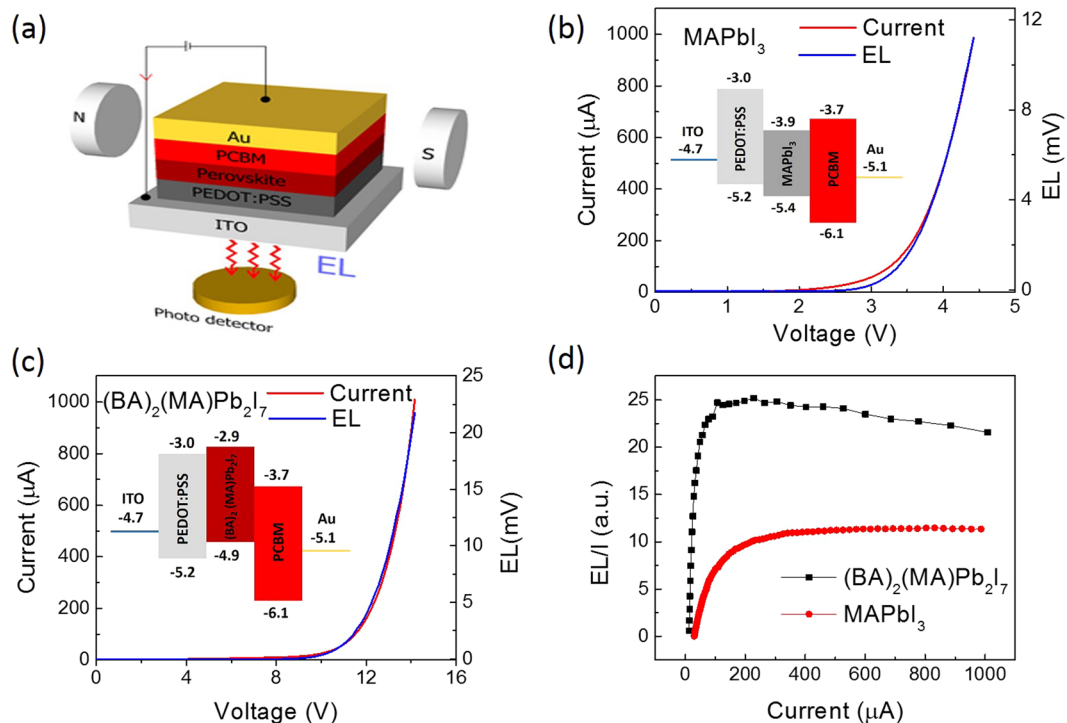 (a)
N
S
Au
PCBM
Perovskite
PEDOT:PSS
ITO
EL
Photo detector
(b)
MAPbI₃
Current
EL
1000
800
600
400
200
0
Current (μA)
12
8
4
0
EL (mV)
0
1
2
3
4
5
Voltage (V)
ITO
-4.7
-3.0
PEDOT:PSS
-5.2
-3.9
MAPbI₃
-5.4
-3.7
PCBM
-6.1
Au
-5.1
(c)
(BA)₂(MA)Pb₂I₇
Current
EL
1000
800
600
400
200
0
Current (μA)
25
20
15
10
5
0
EL(mV)
0
4
8
12
16
Voltage (V)
ITO
-4.7
-3.0
PEDOT:PSS
-5.2
-2.9
(BA)₂ (MA)Pb₂I₇
-4.9
-3.7
PCBM
-6.1
Au
-5.1
(d)
25
20
15
10
5
0
EL/I (a.u.)
(BA)₂(MA)Pb₂I₇
MAPbI₃
0
200
400
600
800
1000
Current (μA)